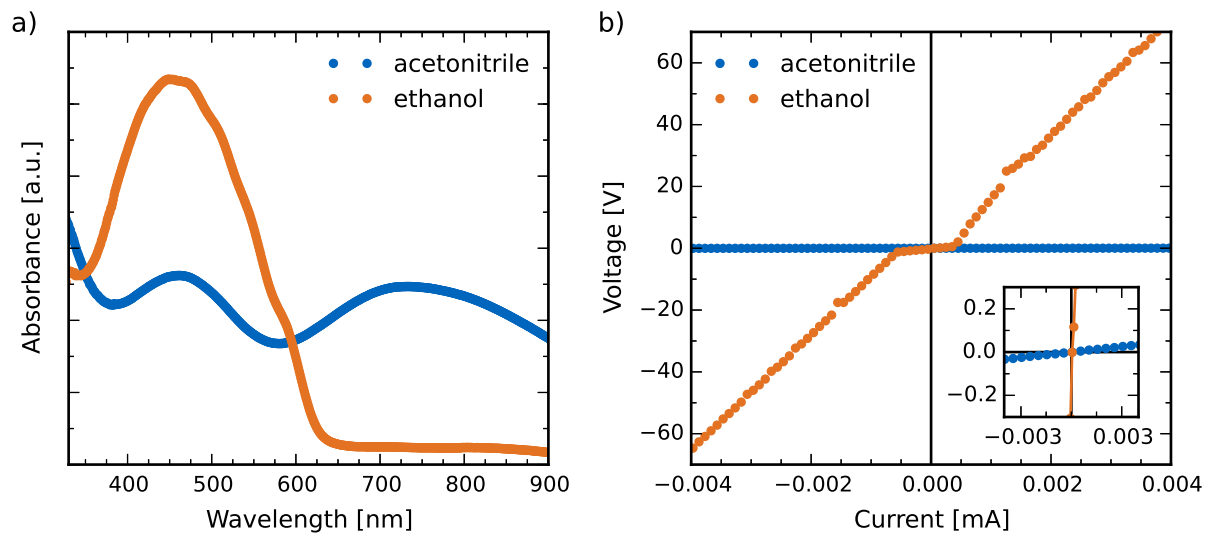 a)
acetonitrile
ethanol
Absorbance [a.u.]
400 500 600 700 800 900
Wavelength [nm]
b)
acetonitrile
ethanol
Voltage [V]
60
40
20
0
−20
−40
−60
−0.004 −0.002 0.000 0.002 0.004
Current [mA]
0.2
0.0
−0.2
−0.003 0.003